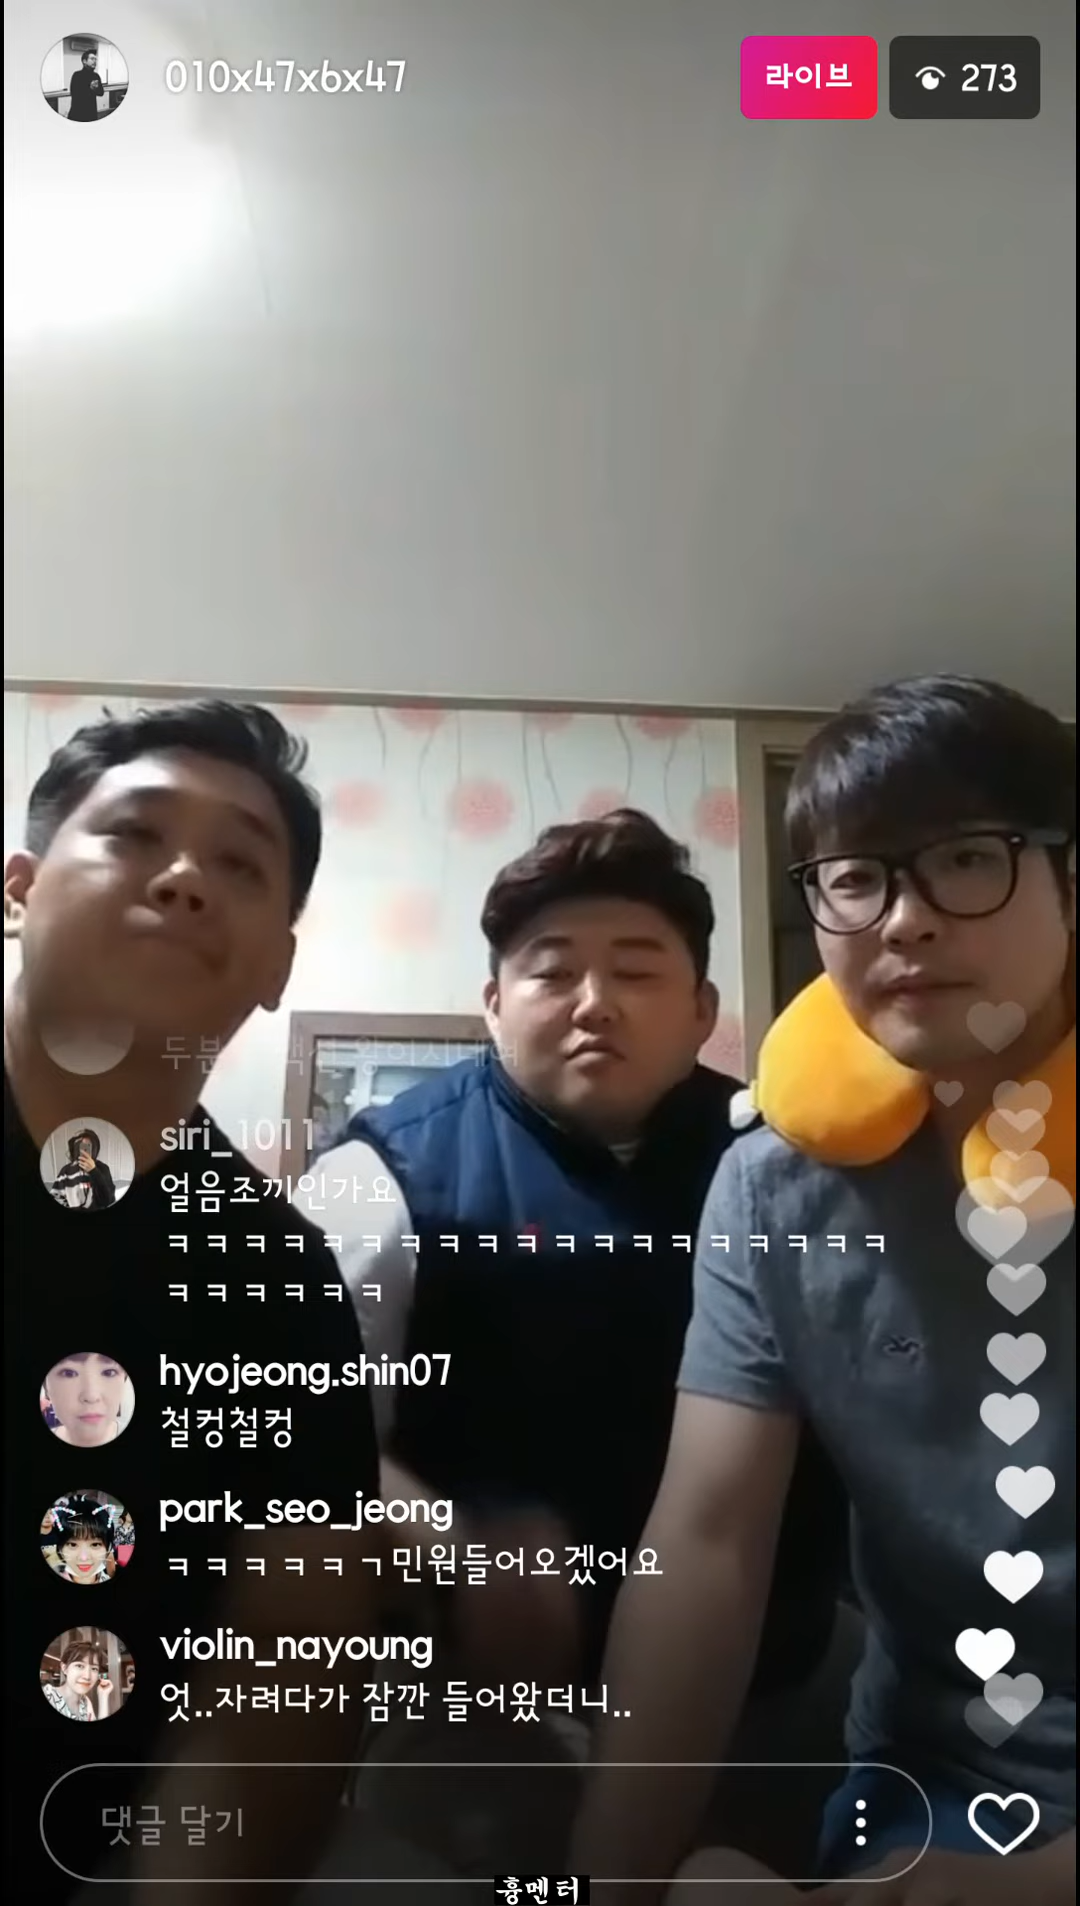 010x47x6x47
라이브
273
siri_1011
얼음조끼인가요
ㅋㅋㅋㅋㅋㅋㅋㅋㅋㅋㅋㅋㅋㅋㅋㅋㅋㅋㅋ
ㅋㅋㅋㅋㅋㅋ
hyojeong.shin07
철컹철컹
park_seo_jeong
ㅋㅋㅋㅋㅋㄱ민원들어오겠어요
violin_nayoung
엇..자려다가 잠깐 들어왔더니..
댓글 달기
흉멘터